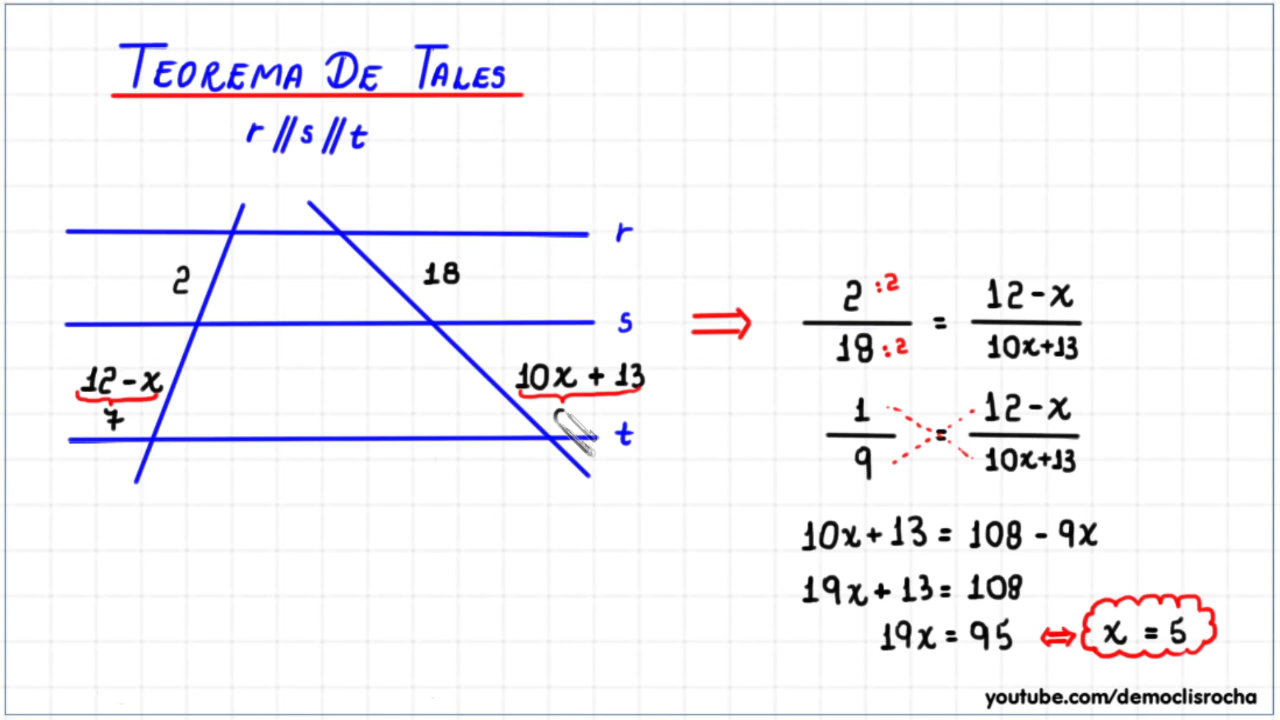 TEOREMA DE TALES
r // s // t
r
2
18
s
12 - x
10x + 13
7
t
2 :2 / 18 :2 = 12 - x / 10x+13
1 / 9 = 12 - x / 10x+13
10x + 13 = 108 - 9x
19x + 13 = 108
19x = 95 ⇔ x = 5
youtube.com/democlisrocha